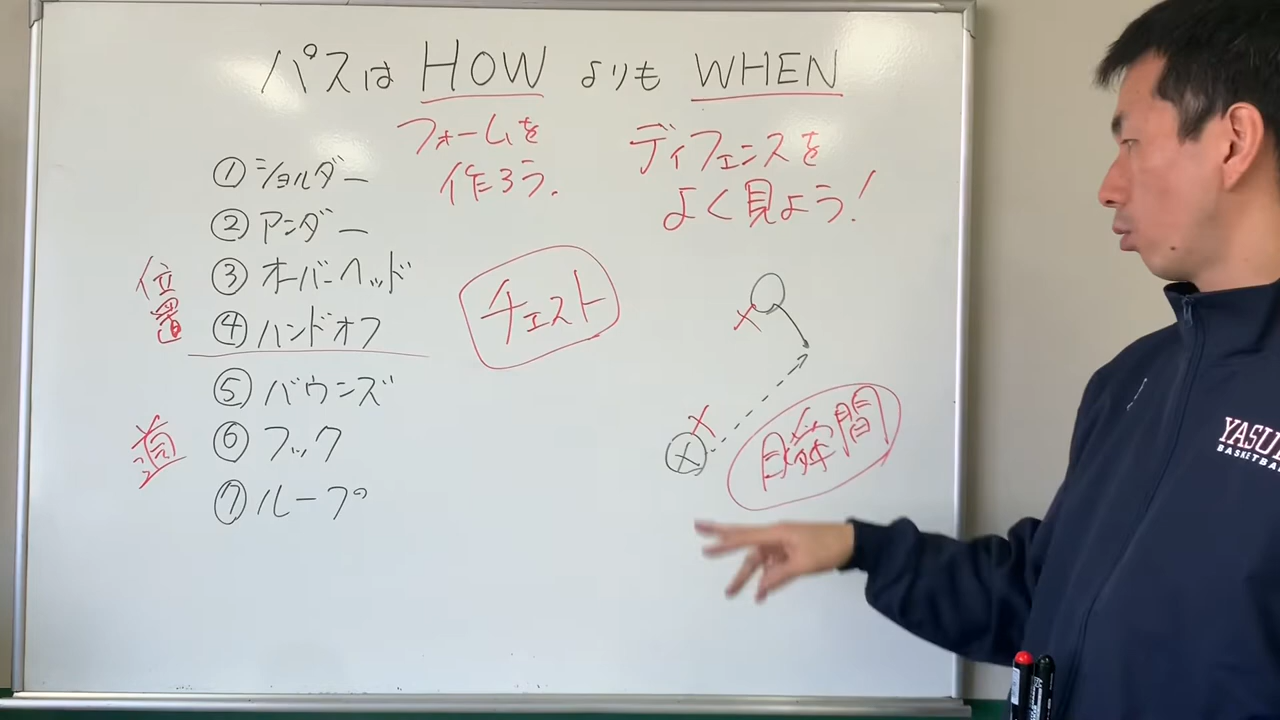 パスは HOW よりも WHEN
フォームを
作ろう.
ディフェンスを
よく見よう!
① ショルダー
② アンダー
③ オーバーヘッド
④ ハンドオフ
⑤ バウンズ
⑥ フック
⑦ ループ
位置
道
チェスト
瞬間
X
X
X
YASU
BASKETBA